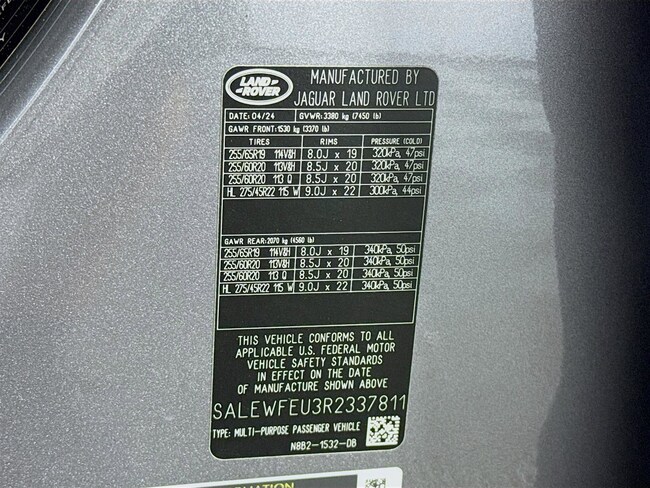 LAND ROVER
MANUFACTURED BY
JAGUAR LAND ROVER LTD
DATE: 04/24 GVWR: 3380 kg (7450 lb)
GAWR FRONT: 1530 kg (3370 lb)
TIRES RIMS PRESSURE (COLD)
255/65R19 114V&H 8.0J x 19 320kPa, 47psi
255/60R20 113V&H 8.5J x 20 320kPa, 47psi
255/60R20 113 Q 8.5J x 20 320kPa, 47psi
HL 275/45R22 115 W 9.0J x 22 300kPa, 44psi
GAWR REAR: 2070 kg (4560 lb)
255/65R19 114V&H 8.0J x 19 340kPa, 50psi
255/60R20 113V&H 8.5J x 20 340kPa, 50psi
255/60R20 113 Q 8.5J x 20 340kPa, 50psi
HL 275/45R22 115 W 9.0J x 22 340kPa, 50psi
THIS VEHICLE CONFORMS TO ALL
APPLICABLE U.S. FEDERAL MOTOR
VEHICLE SAFETY STANDARDS
IN EFFECT ON THE DATE
OF MANUFACTURE SHOWN ABOVE
SALEWFEU3R2337811
TYPE: MULTI-PURPOSE PASSENGER VEHICLE
N8B2-1532-DB